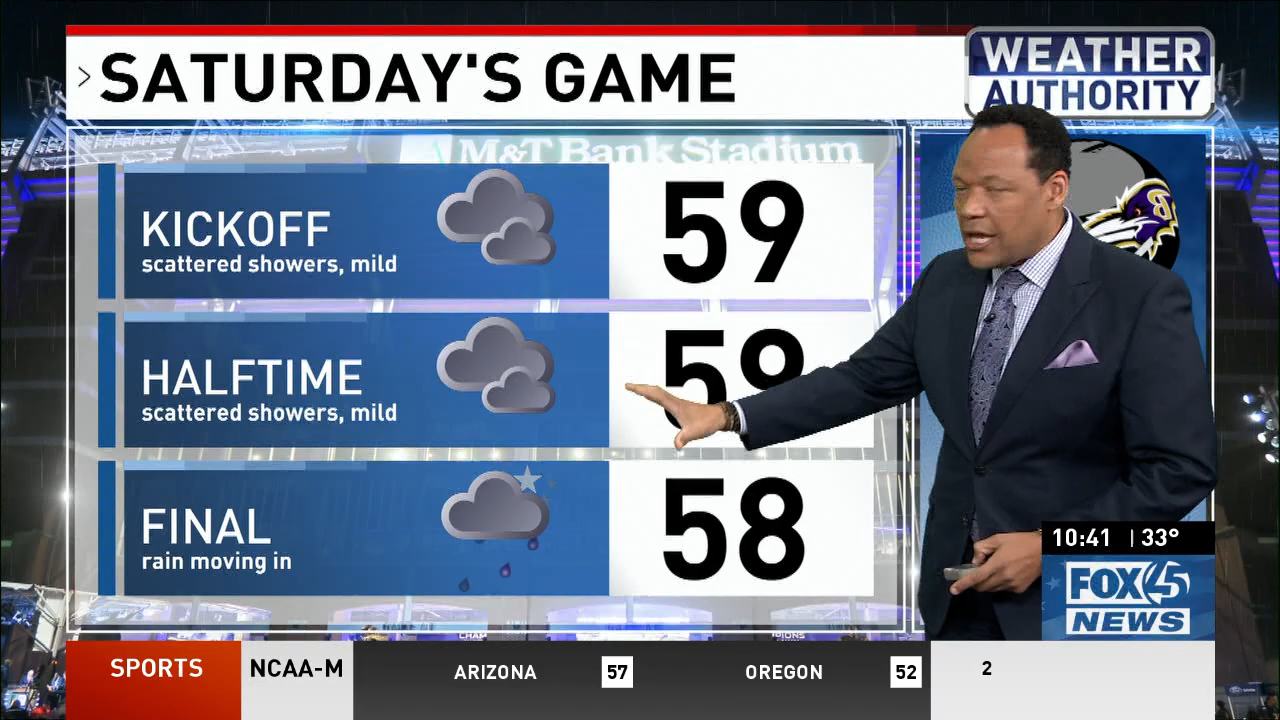 > SATURDAY'S GAME
WEATHER
AUTHORITY
M&T Bank Stadium
KICKOFF
scattered showers, mild
59
HALFTIME
scattered showers, mild
FINAL
rain moving in
58
10:41 | 33°
FOX 45
NEWS
SPORTS NCAA-M ARIZONA 57 OREGON 52 2